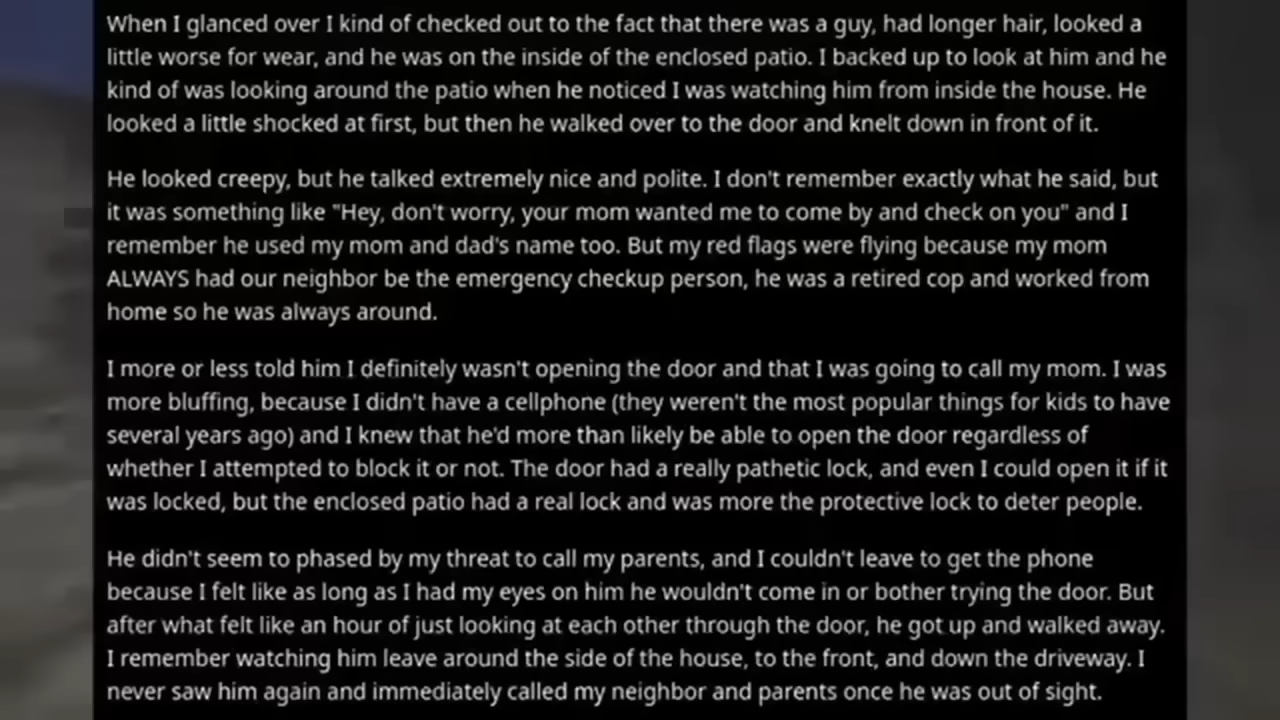 When I glanced over I kind of checked out to the fact that there was a guy, had longer hair, looked a
little worse for wear, and he was on the inside of the enclosed patio. I backed up to look at him and he
kind of was looking around the patio when he noticed I was watching him from inside the house. He
looked a little shocked at first, but then he walked over to the door and knelt down in front of it.
He looked creepy, but he talked extremely nice and polite. I don't remember exactly what he said, but
it was something like "Hey, don't worry, your mom wanted me to come by and check on you" and I
remember he used my mom and dad's name too. But my red flags were flying because my mom
ALWAYS had our neighbor be the emergency checkup person, he was a retired cop and worked from
home so he was always around.
I more or less told him I definitely wasn't opening the door and that I was going to call my mom. I was
more bluffing, because I didn't have a cellphone (they weren't the most popular things for kids to have
several years ago) and I knew that he'd more than likely be able to open the door regardless of
whether I attempted to block it or not. The door had a really pathetic lock, and even I could open it if it
was locked, but the enclosed patio had a real lock and was more the protective lock to deter people.
He didn't seem to phased by my threat to call my parents, and I couldn't leave to get the phone
because I felt like as long as I had my eyes on him he wouldn't come in or bother trying the door. But
after what felt like an hour of just looking at each other through the door, he got up and walked away.
I remember watching him leave around the side of the house, to the front, and down the driveway. I
never saw him again and immediately called my neighbor and parents once he was out of sight.